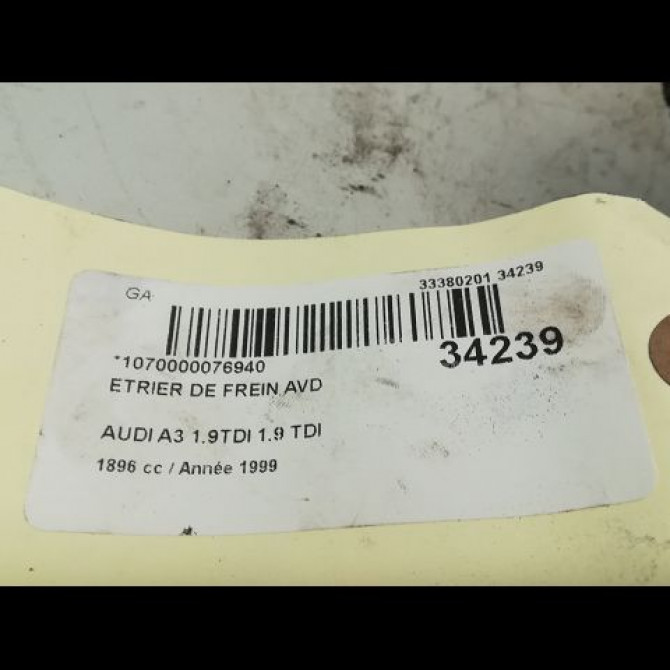 GA
33380201 34239
*1070000076940
34239
ETRIER DE FREIN AVD
AUDI A3 1.9TDI 1.9 TDI
1896 cc / Année 1999